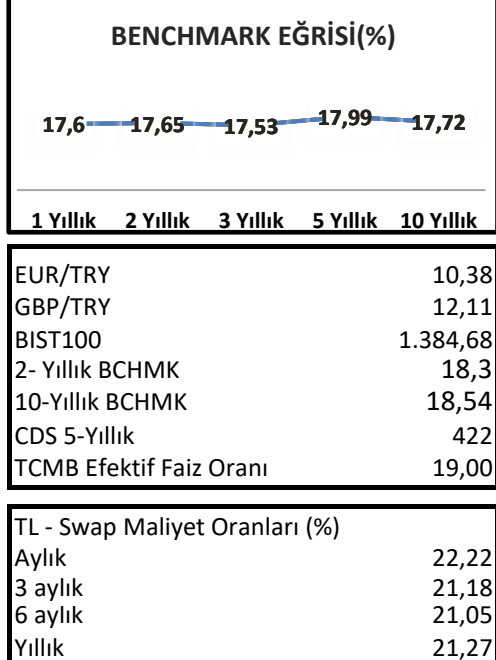 BENCHMARK EĞRİSİ(%)
17,6 17,65 17,53 17,99 17,72
1 Yıllık 2 Yıllık 3 Yıllık 5 Yıllık 10 Yıllık
EUR/TRY 10,38
GBP/TRY 12,11
BIST100 1.384,68
2- Yıllık BCHMK 18,3
10-Yıllık BCHMK 18,54
CDS 5-Yıllık 422
TCMB Efektif Faiz Oranı 19,00
TL - Swap Maliyet Oranları (%)
Aylık 22,22
3 aylık 21,18
6 aylık 21,05
Yıllık 21,27